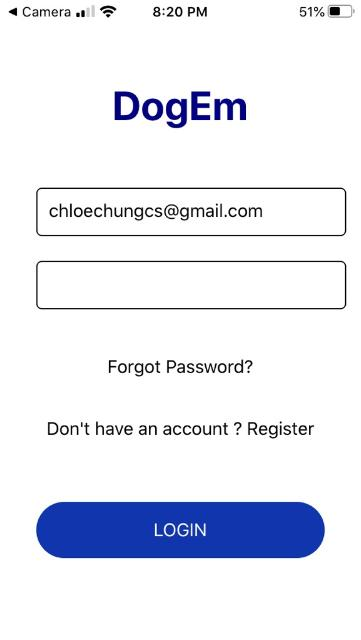 Camera 8:20 PM 51%
DogEm
chloechungcs@gmail.com
Forgot Password?
Don't have an account ? Register
LOGIN